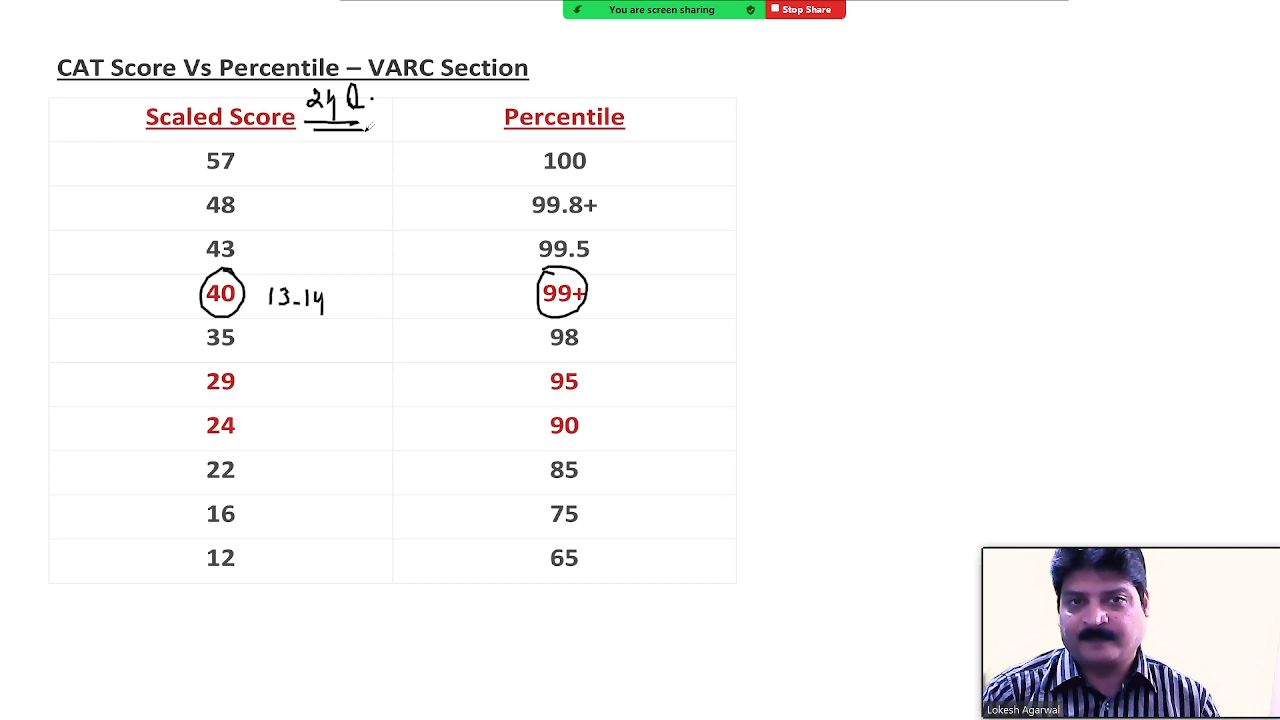 You are screen sharing Stop Share
CAT Score Vs Percentile – VARC Section
24 Q.
Scaled Score Percentile
57 100
48 99.8+
43 99.5
40 13-14 99+
35 98
29 95
24 90
22 85
16 75
12 65
Lokesh Agarwal